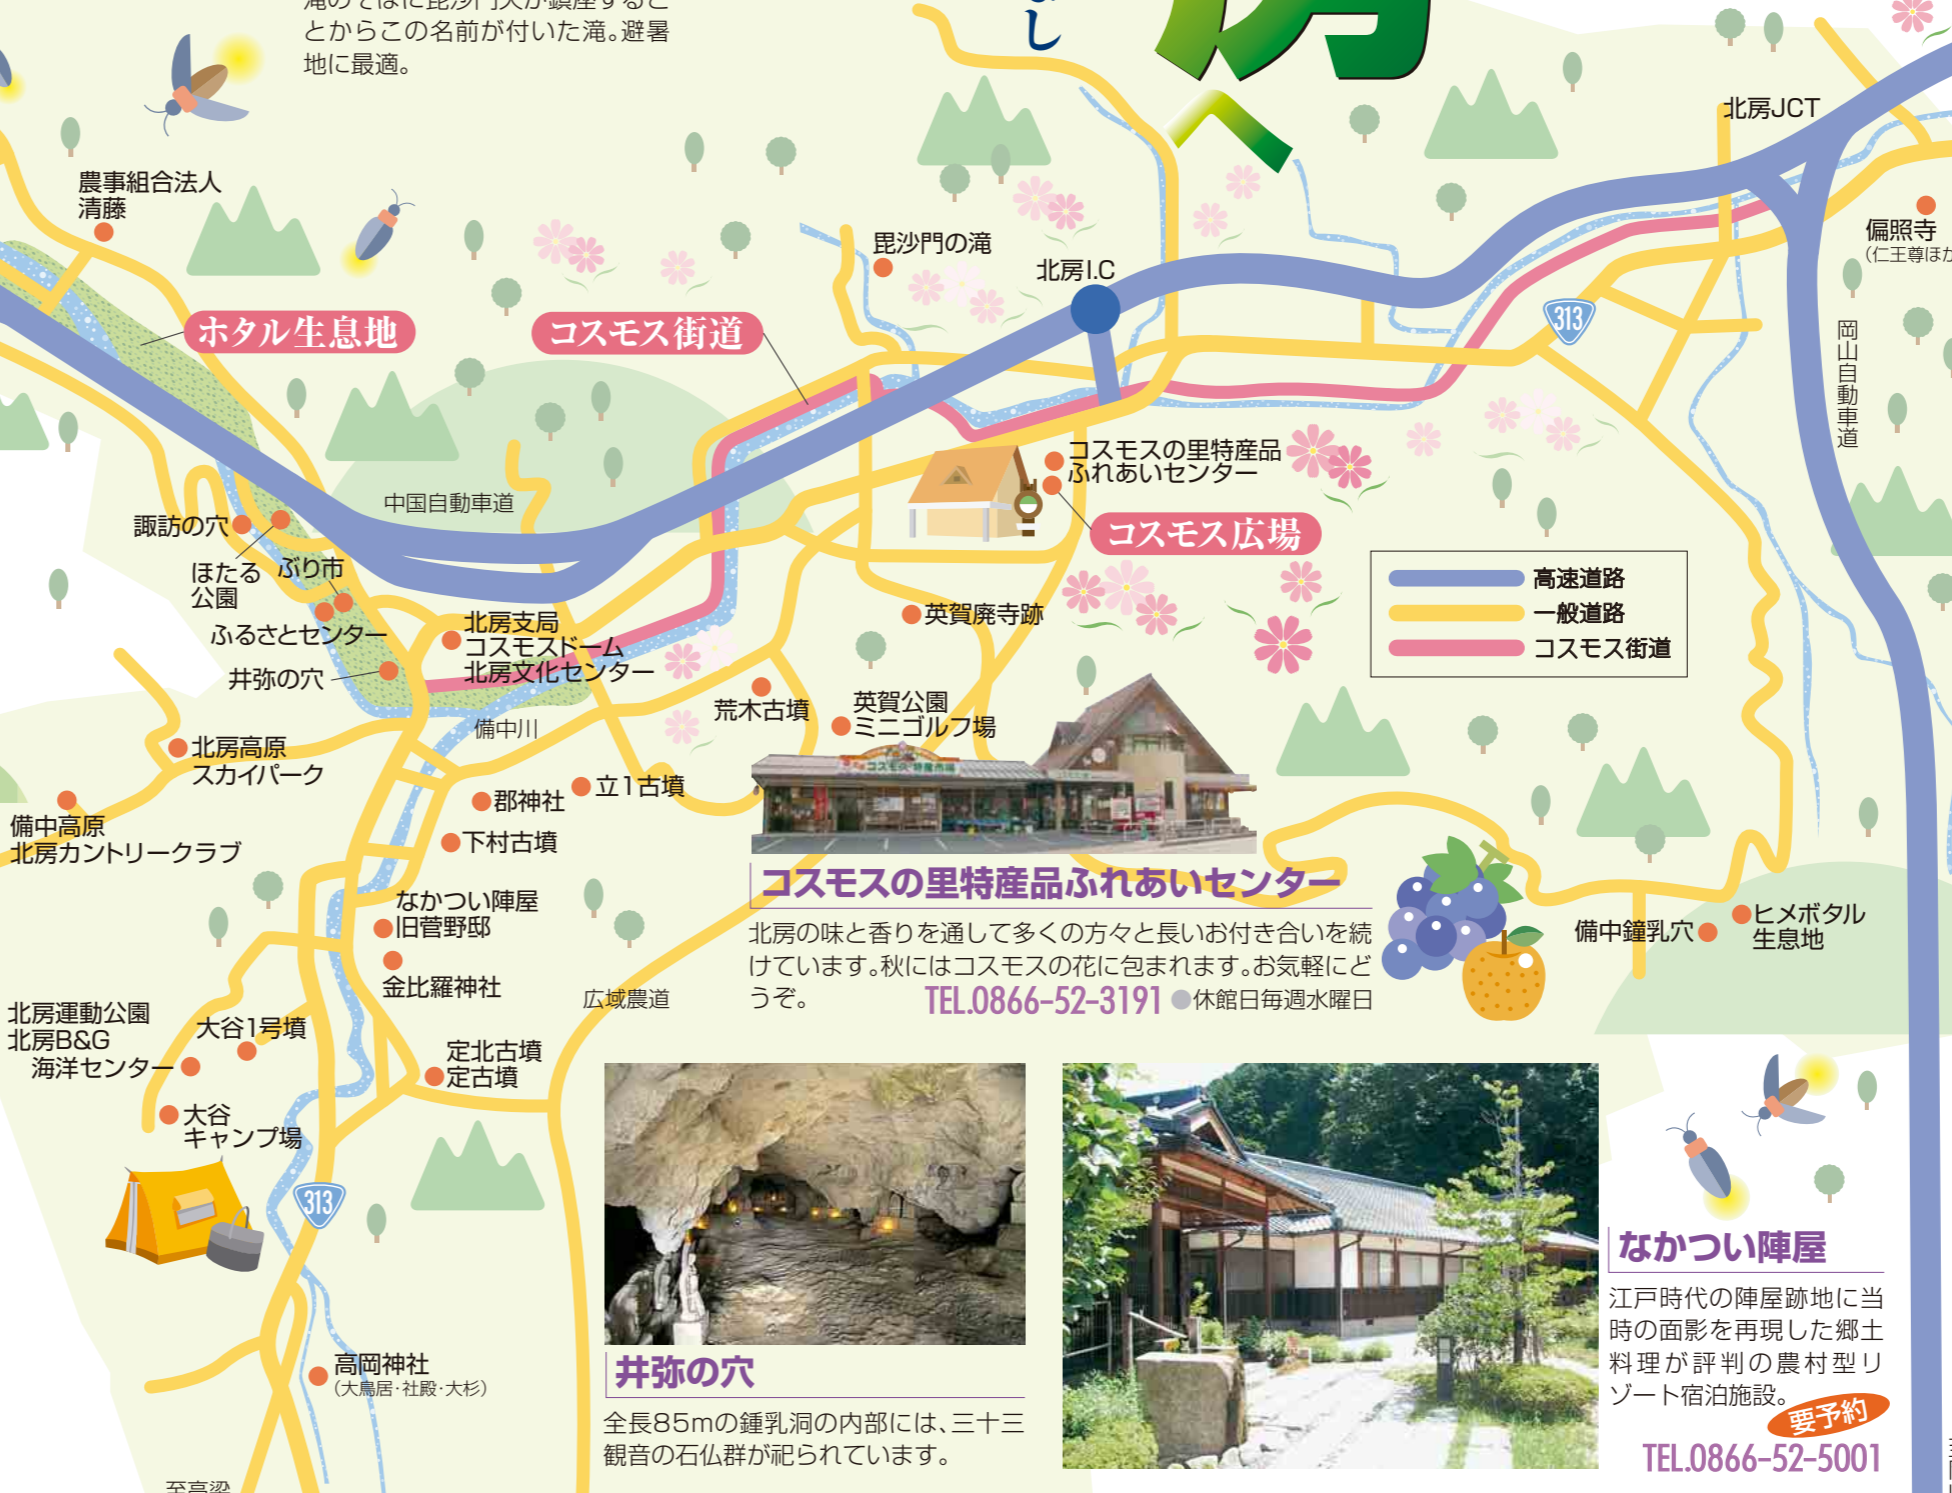 とからこの名前が付いた滝。避暑
地に最適。
し
房
へ
北房JCT
農事組合法人
清藤
偏照寺
毘沙門の滝
北房I.C
ホタル生息地
コスモス街道
313
岡山自動車道
コスモスの里特産品
ふれあいセンター
中国自動車道
諏訪の穴
コスモス広場
ほたる
公園
ぶり市
高速道路
一般道路
コスモス街道
ふるさとセンター
北房支局
コスモスドーム
北房文化センター
英賀廃寺跡
井弥の穴
備中川
荒木古墳
英賀公園
ミニゴルフ場
北房高原
スカイパーク
立1古墳
郡神社
下村古墳
備中高原
北房カントリークラブ
コスモスの里特産品ふれあいセンター
北房の味と香りを通して多くの方々と長いお付き合いを続
けています。秋にはコスモスの花に包まれます。お気軽にど
うぞ。 TEL.0866-52-3191 ●休館日毎週水曜日
なかつい陣屋
旧菅野邸
金比羅神社
備中鐘乳穴
ヒメボタル
生息地
広域農道
北房運動公園
北房B&G
海洋センター
大谷1号墳
定北古墳
定古墳
大谷
キャンプ場
313
高岡神社
（大鳥居・社殿・大杉）
井弥の穴
全長85mの鍾乳洞の内部には、三十三
観音の石仏群が祀られています。
なかつい陣屋
江戸時代の陣屋跡地に当
時の面影を再現した郷土
料理が評判の農村型リ
ゾート宿泊施設。
要予約
TEL.0866-52-5001
至高梁